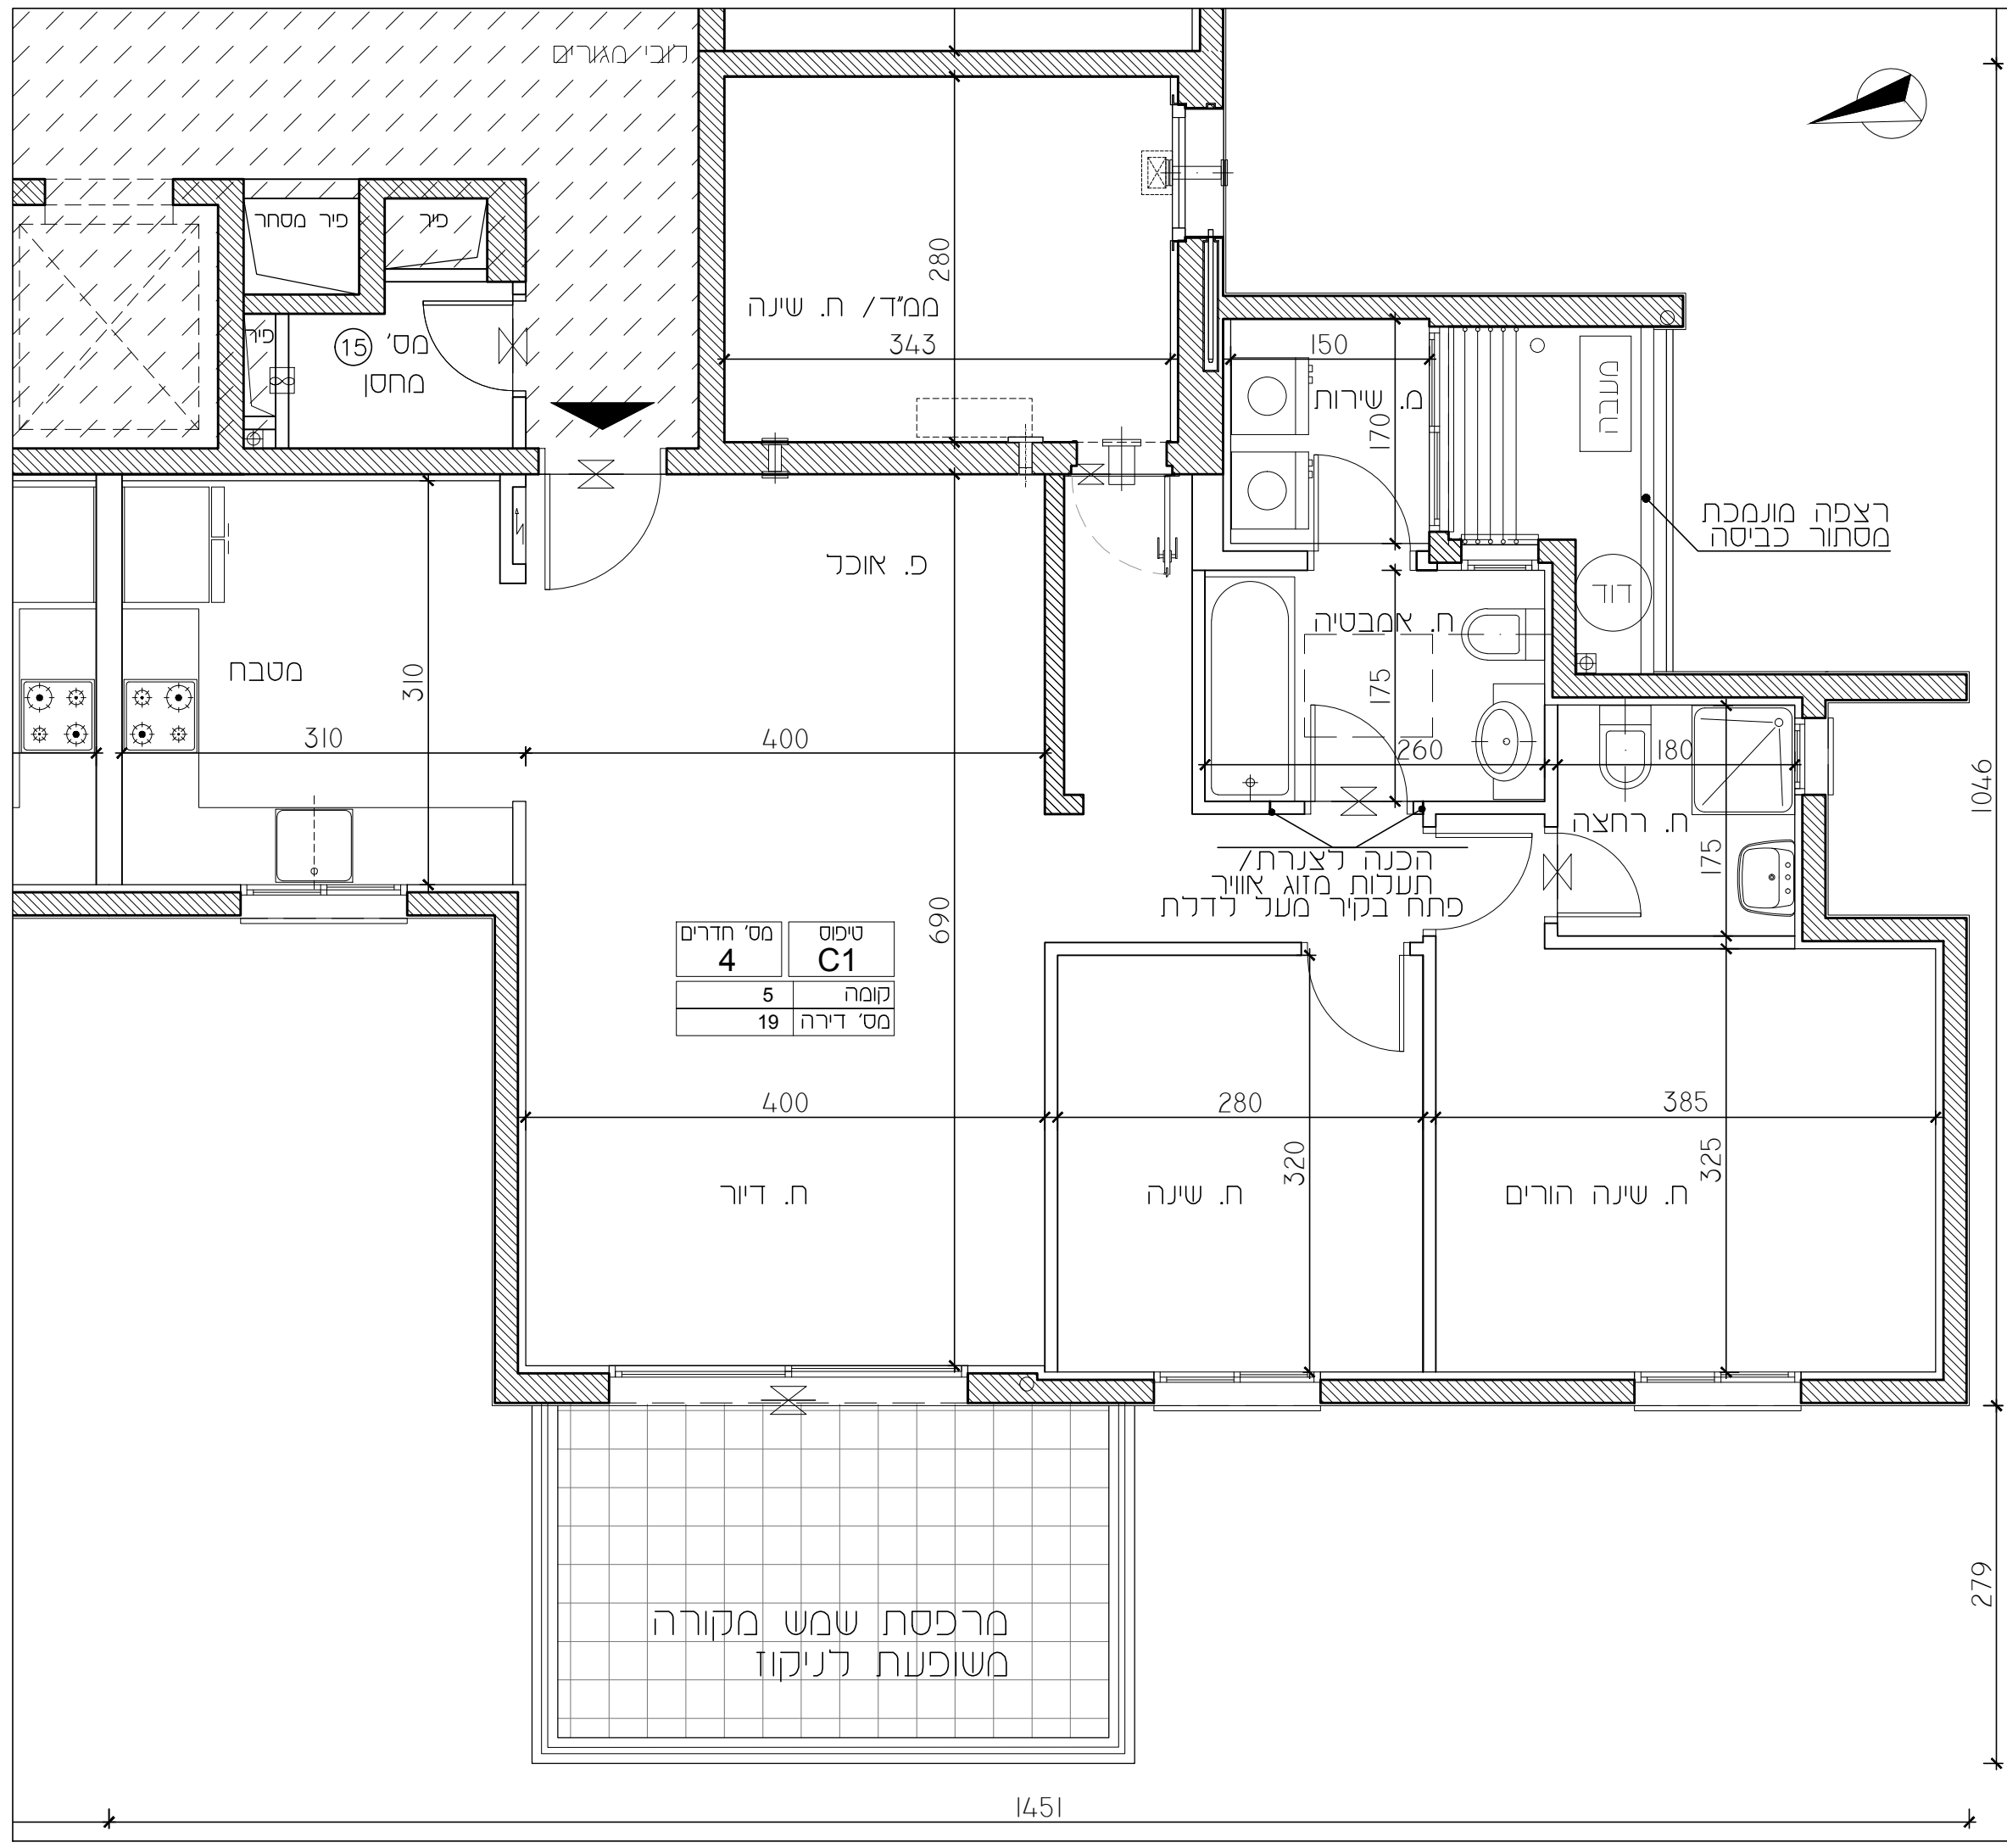 לובי מגורים
פיר מסחר
פיר
פיר
מס' 15
מחסן
280
ממ"ד/ ח. שינה
343
150
מ. שירות
170
מעבה
רצפה מונמכת
מסתור כביסה
דוד
פ. אוכל
ח. אמבטיה
175
260
180
מטבח
310
310
400
ח. רחצה
175
1046
הכנה לצנרת/
תעלות מזוג אוויר
פתח בקיר מעל לדלת
690
טיפוס מס' חדרים
C1 4
קומה 5
מס' דירה 19
400
280
385
320
325
ח. דיור
ח. שינה
ח. שינה הורים
279
מרפסת שמש מקורה
משופעת לניקוז
1451